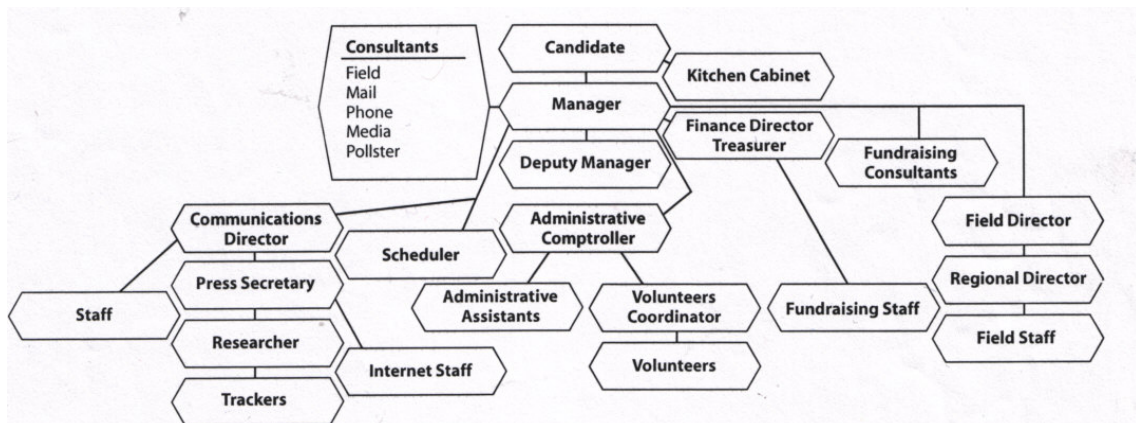 Consultants
Field
Mail
Phone
Media
Pollster
Candidate
Kitchen Cabinet
Manager
Finance Director
Treasurer
Fundraising
Consultants
Deputy Manager
Communications
Director
Scheduler
Administrative
Comptroller
Field Director
Press Secretary
Staff
Administrative
Assistants
Volunteers
Coordinator
Fundraising Staff
Regional Director
Researcher
Internet Staff
Volunteers
Field Staff
Trackers